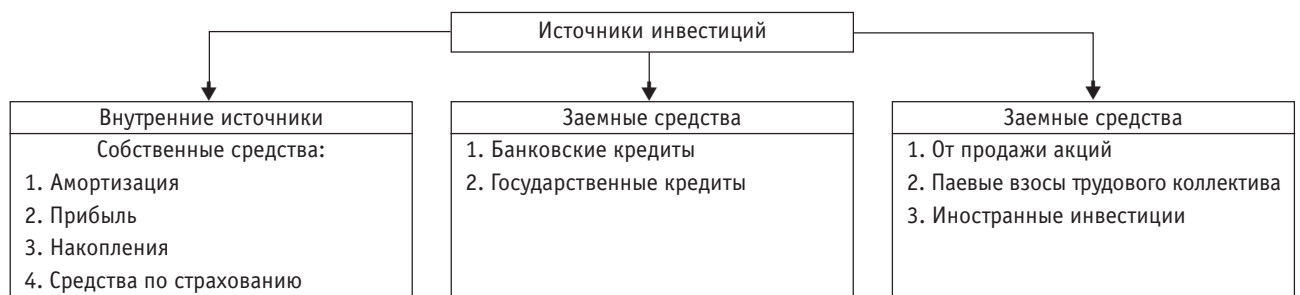 Источники инвестиций
Внутренние источники
Собственные средства:
1. Амортизация
2. Прибыль
3. Накопления
4. Средства по страхованию
Заемные средства
1. Банковские кредиты
2. Государственные кредиты
Заемные средства
1. От продажи акций
2. Паевые взосы трудового коллектива
3. Иностранные инвестиции